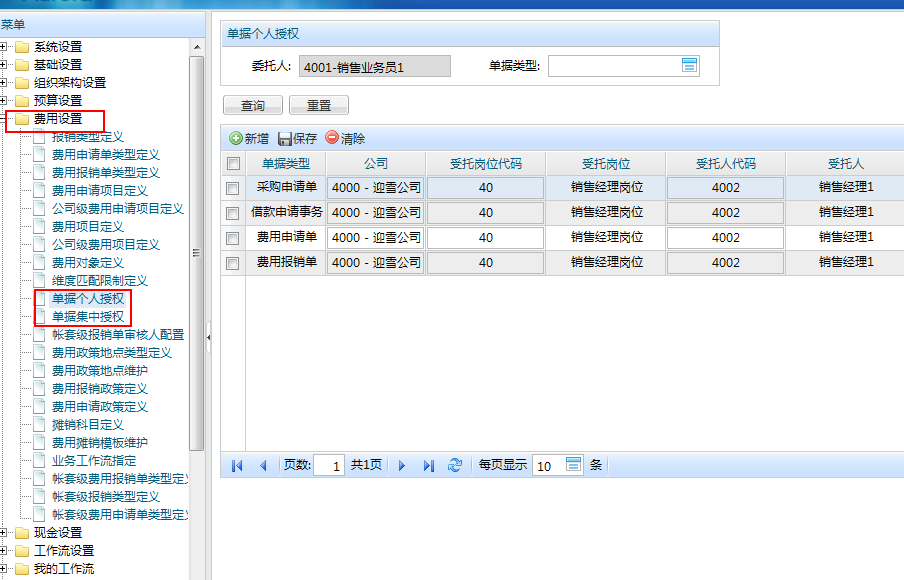 菜单
系统设置
基础设置
组织架构设置
预算设置
费用设置
报销类型定义
费用申请单类型定义
费用报销单类型定义
费用申请项目定义
公司级费用申请项目定义
费用项目定义
公司级费用项目定义
费用对象定义
维度匹配限制定义
单据个人授权
单据集中授权
帐套级报销单审核人配置
费用政策地点类型定义
费用政策地点维护
费用报销政策定义
费用申请政策定义
摊销科目定义
费用摊销模板维护
业务工作流指定
帐套级费用报销单类型定义
帐套级报销类型定义
帐套级费用申请单类型定义
现金设置
工作流设置
我的工作流
单据个人授权
委托人: 4001-销售业务员1 单据类型:
查询 重置
新增 保存 清除
单据类型 公司 受托岗位代码 受托岗位 受托人代码 受托人
采购申请单 4000 - 迎雪公司 40 销售经理岗位 4002 销售经理1
借款申请事务 4000 - 迎雪公司 40 销售经理岗位 4002 销售经理1
费用申请单 4000 - 迎雪公司 40 销售经理岗位 4002 销售经理1
费用报销单 4000 - 迎雪公司 40 销售经理岗位 4002 销售经理1
页数: 1 共1页 每页显示 10 条